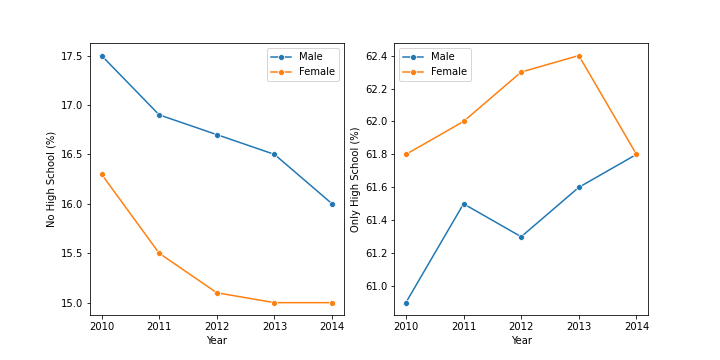 Male
Female
17.5
17.0
16.5
16.0
15.5
15.0
No High School (%)
2010 2011 2012 2013 2014
Year
Male
Female
62.4
62.2
62.0
61.8
61.6
61.4
61.2
61.0
Only High School (%)
2010 2011 2012 2013 2014
Year